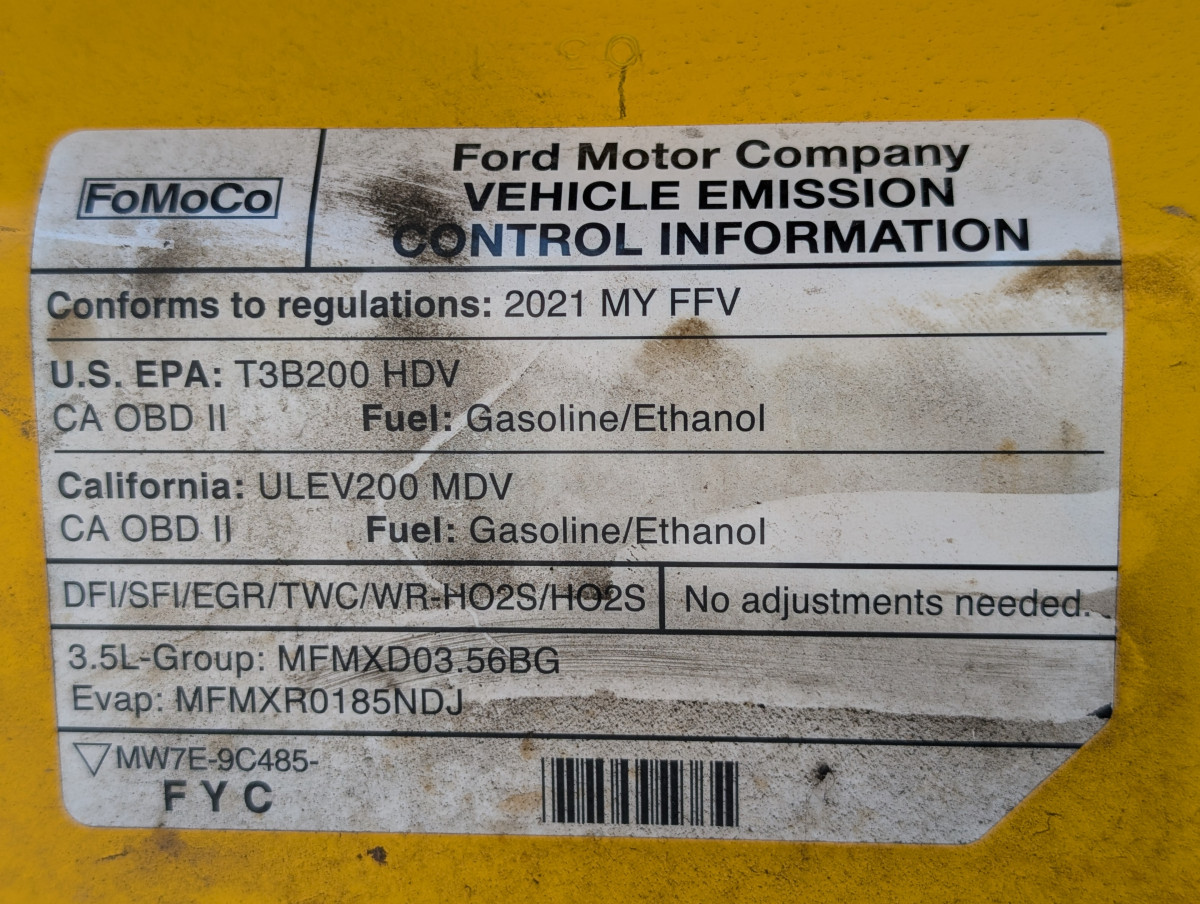 FoMoCo
Ford Motor Company
VEHICLE EMISSION
CONTROL INFORMATION
Conforms to regulations: 2021 MY FFV
U.S. EPA: T3B200 HDV
CA OBD II Fuel: Gasoline/Ethanol
California: ULEV200 MDV
CA OBD II Fuel: Gasoline/Ethanol
DFI/SFI/EGR/TWC/WR-HO2S/HO2S No adjustments needed.
3.5L-Group: MFMXD03.56BG
Evap: MFMXR0185NDJ
▽MW7E-9C485-
F Y C